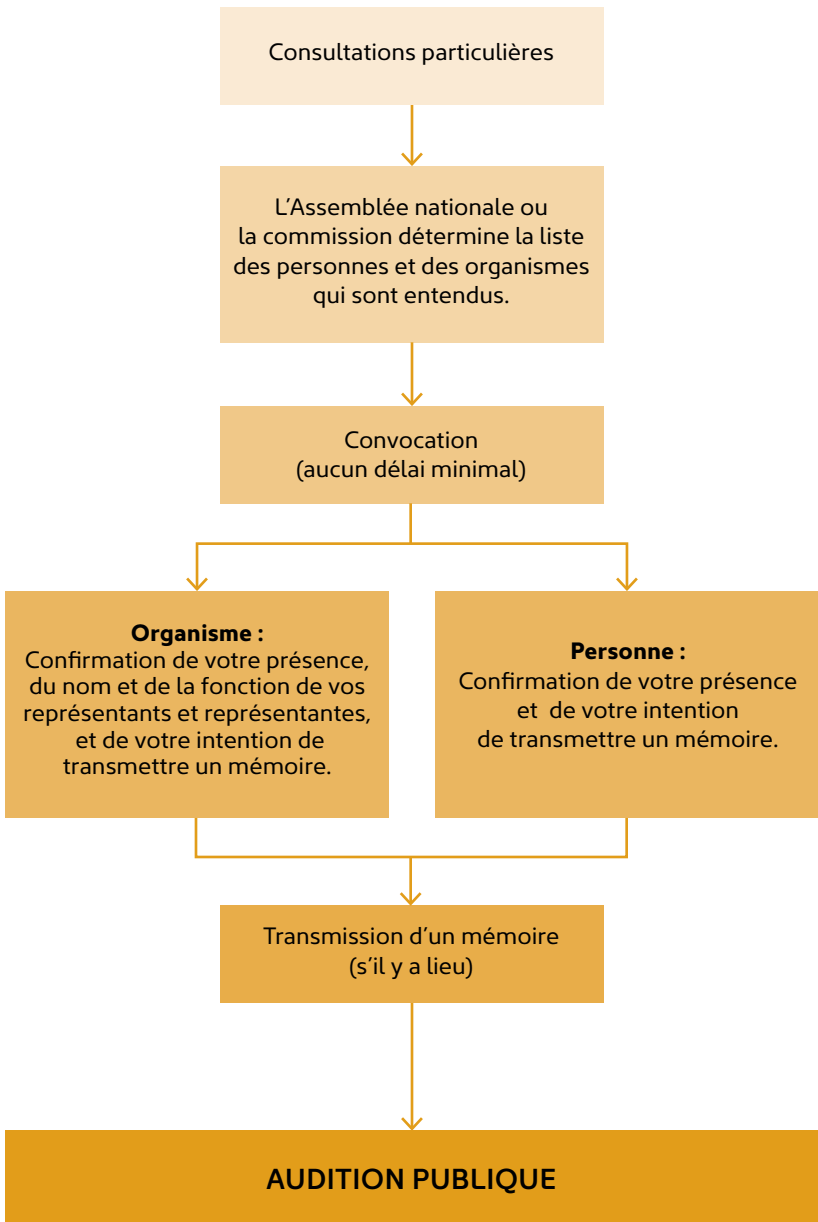 Consultations particulières
L'Assemblée nationale ou
la commission détermine la liste
des personnes et des organismes
qui sont entendus.
Convocation
(aucun délai minimal)
Organisme :
Confirmation de votre présence,
du nom et de la fonction de vos
représentants et représentantes,
et de votre intention de
transmettre un mémoire.
Personne :
Confirmation de votre présence
et de votre intention
de transmettre un mémoire.
Transmission d'un mémoire
(s'il y a lieu)
AUDITION PUBLIQUE